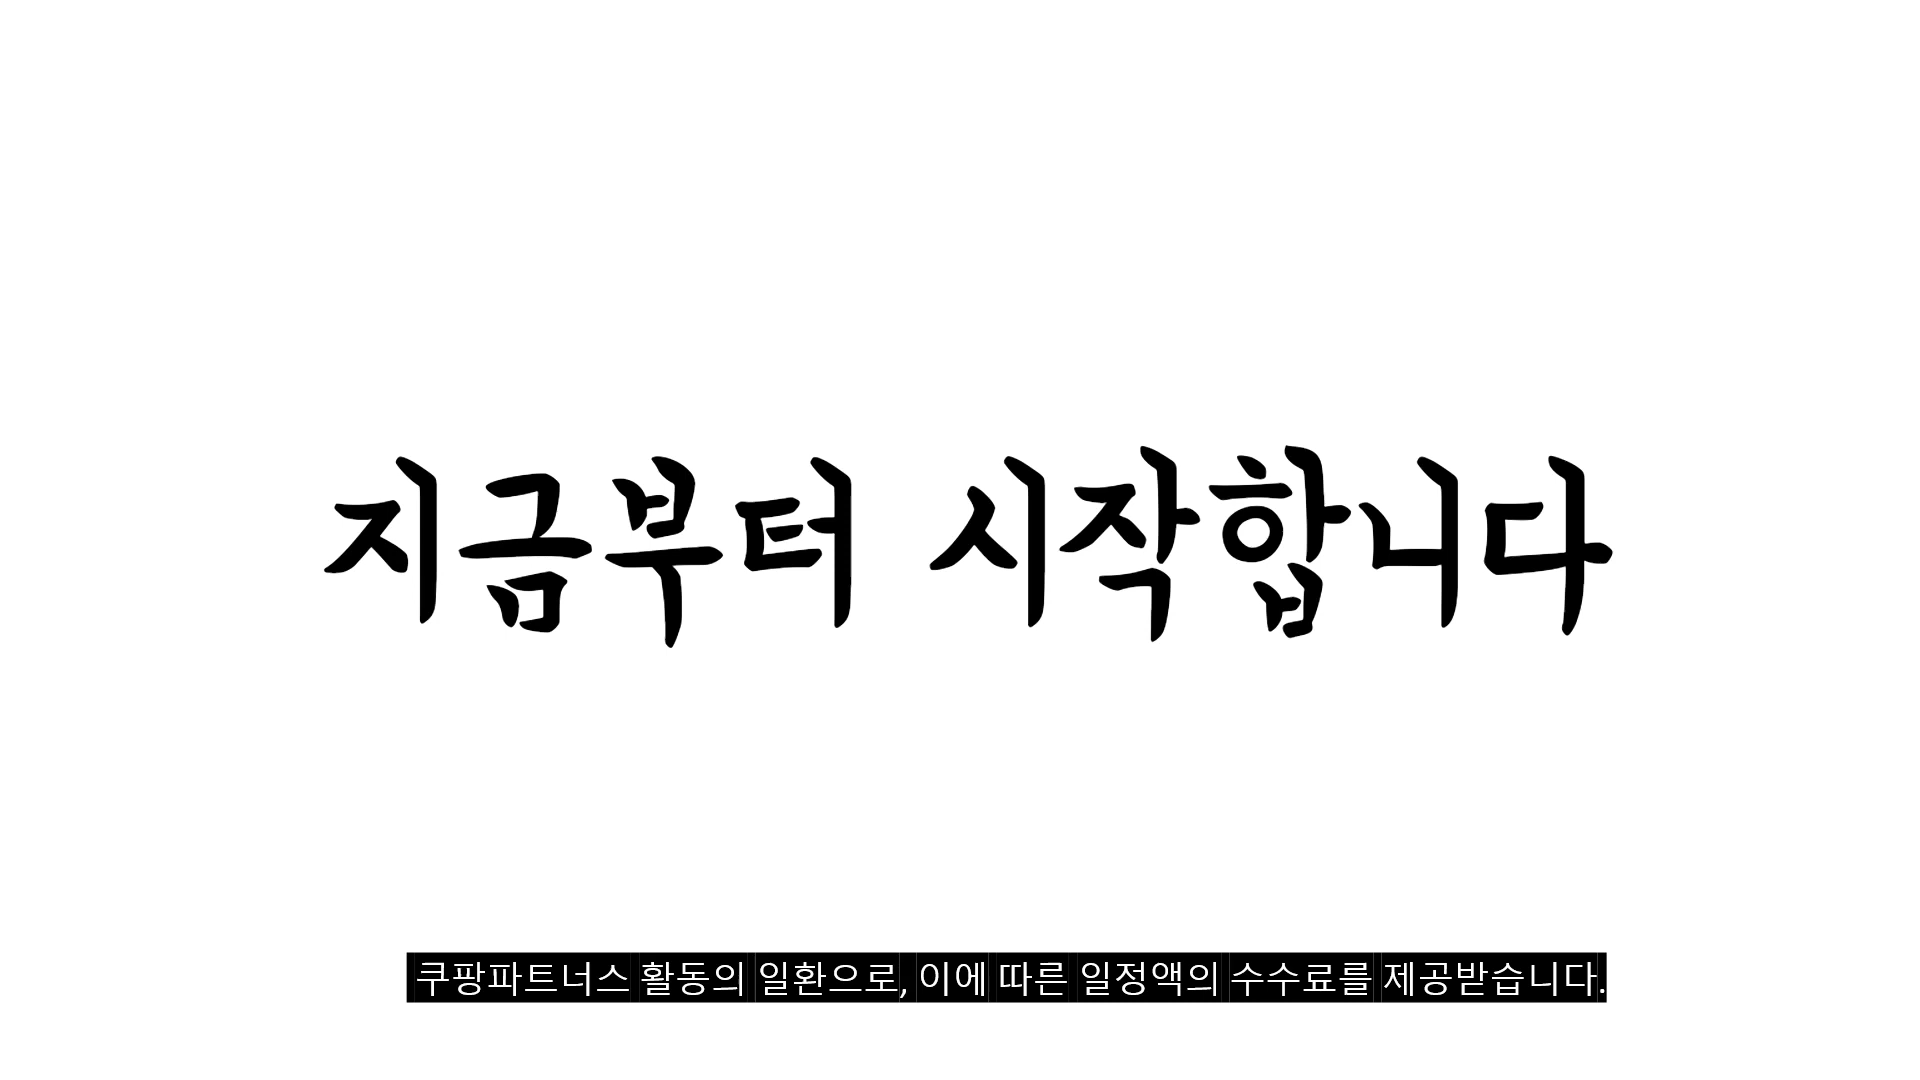 지금부터 시작합니다
쿠팡파트너스 활동의 일환으로, 이에 따른 일정액의 수수료를 제공받습니다.